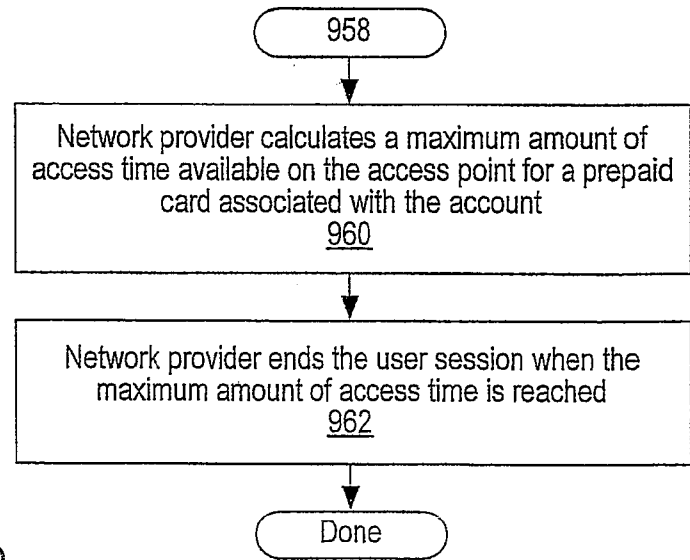 958
Network provider calculates a maximum amount of
access time available on the access point for a prepaid
card associated with the account
960
Network provider ends the user session when the
maximum amount of access time is reached
962
Done